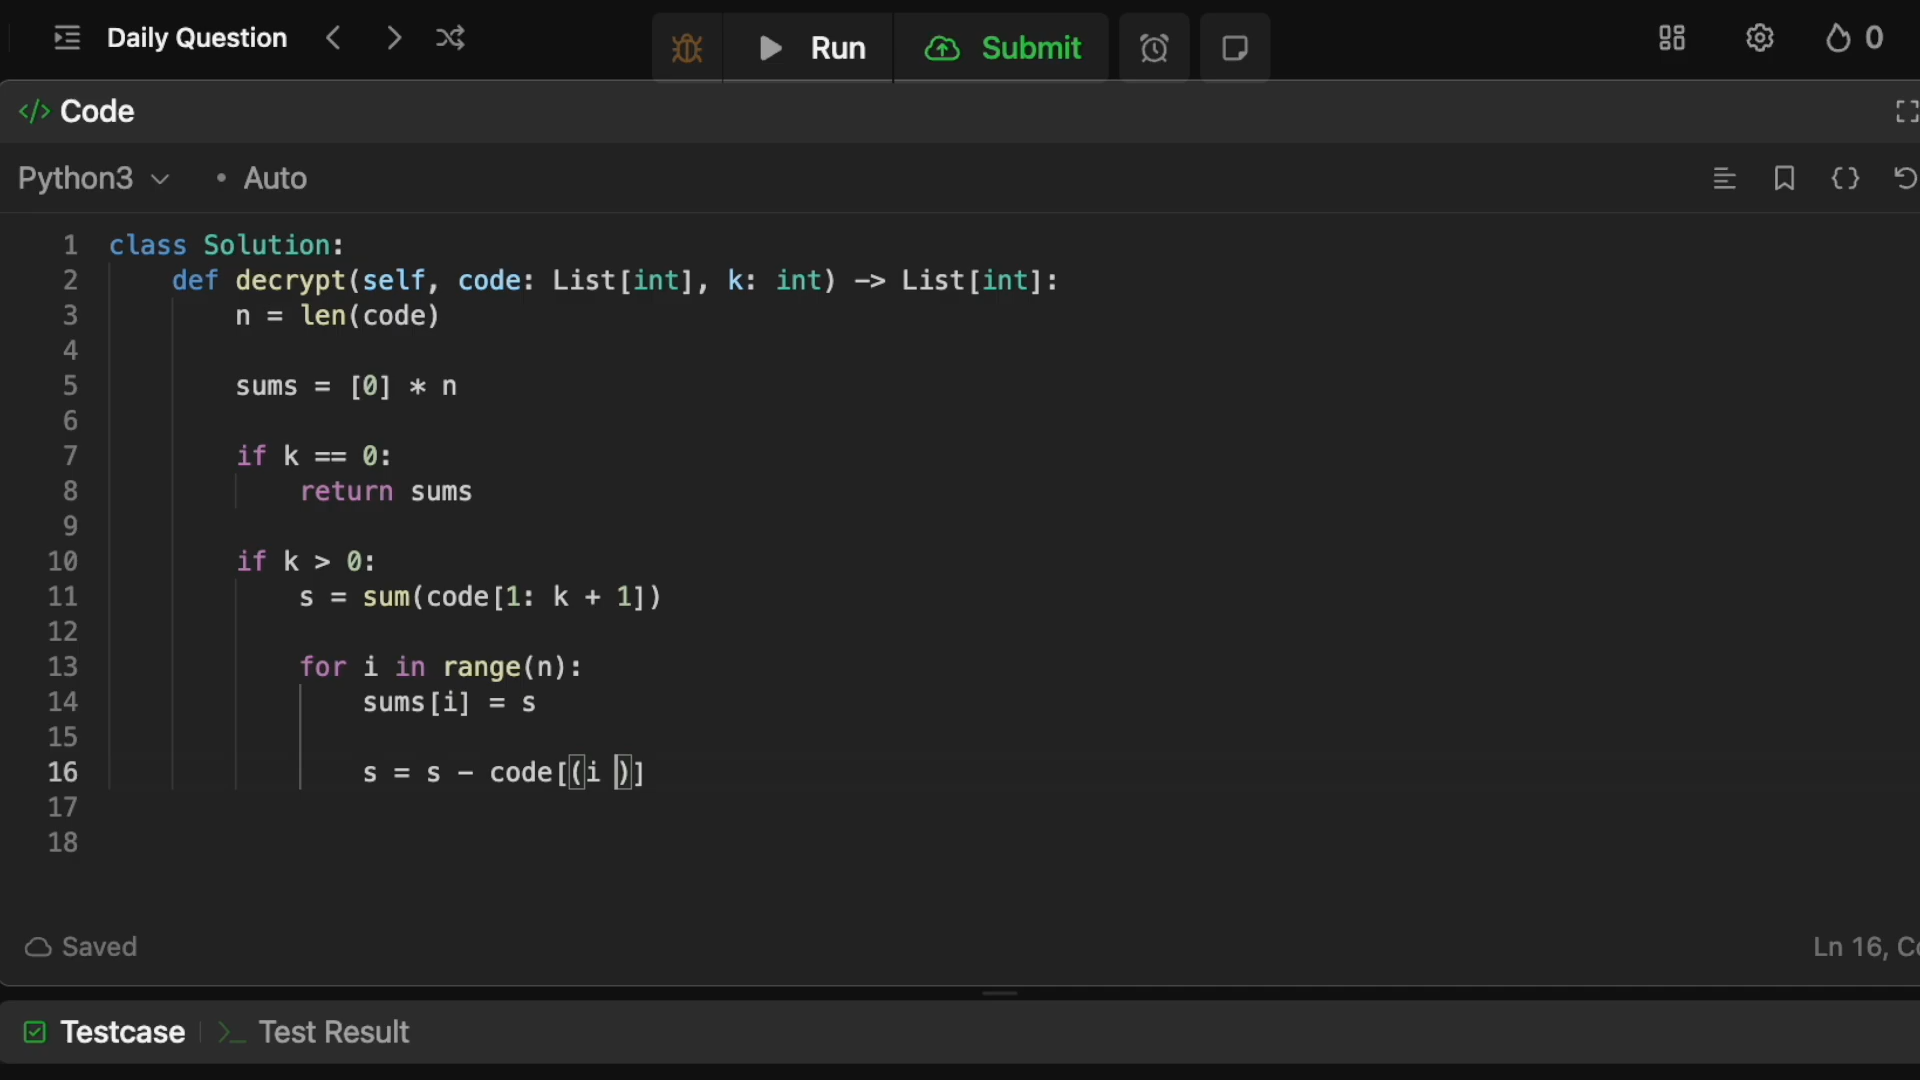 Daily Question
Run
Submit
0
</> Code
Python3
• Auto
1 class Solution:
2 def decrypt(self, code: List[int], k: int) -> List[int]:
3 n = len(code)
4
5 sums = [0] * n
6
7 if k == 0:
8 return sums
9
10 if k > 0:
11 s = sum(code[1: k + 1])
12
13 for i in range(n):
14 sums[i] = s
15
16 s = s - code[(i )]
17
18
Saved
Ln 16, Co
Testcase
>_ Test Result